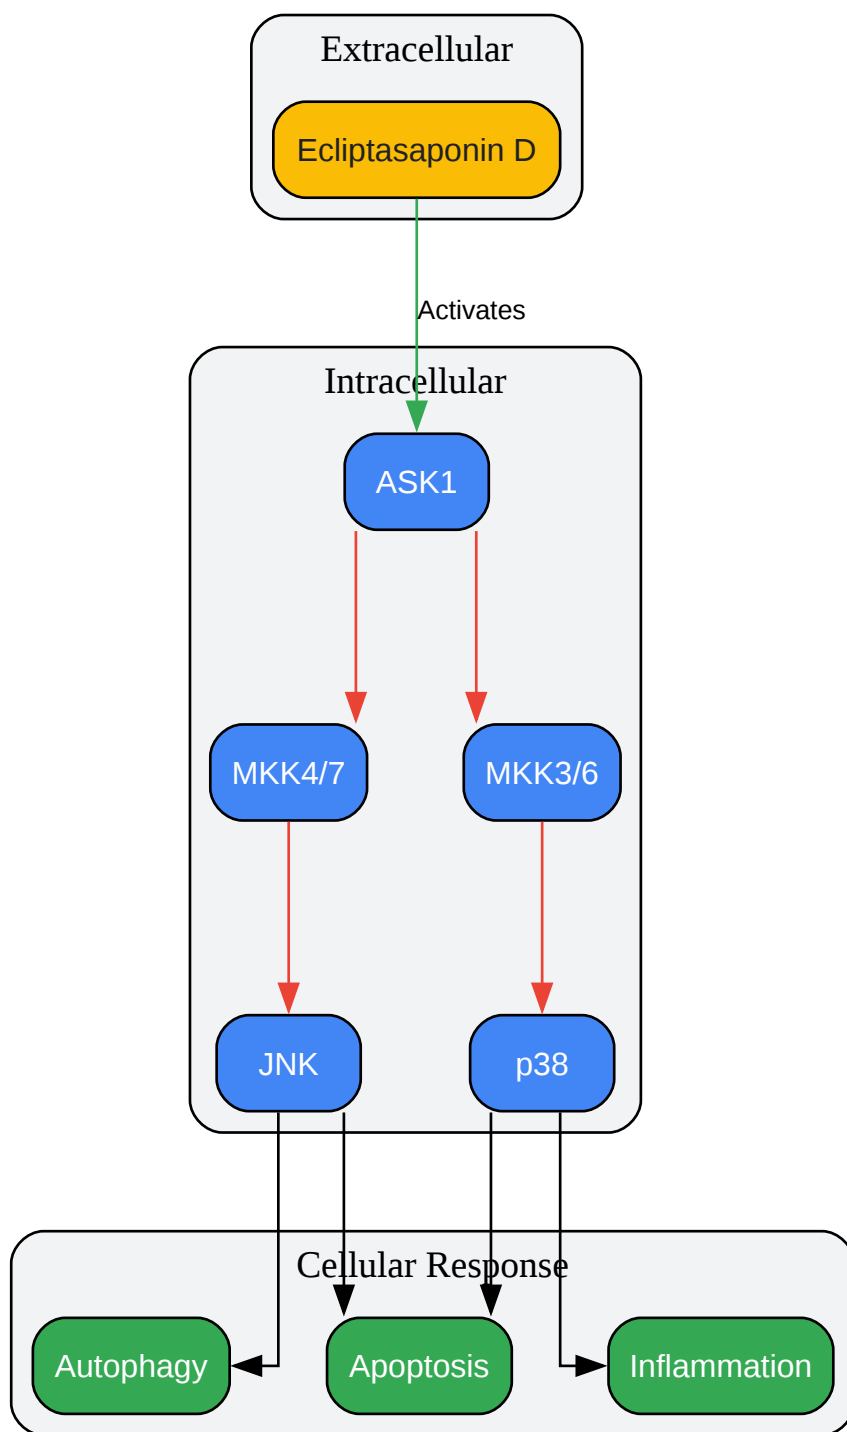 Extracellular
Ecliptasaponin D
Activates
Intracellular
ASK1
MKK4/7
MKK3/6
JNK
p38
Cellular Response
Autophagy
Apoptosis
Inflammation